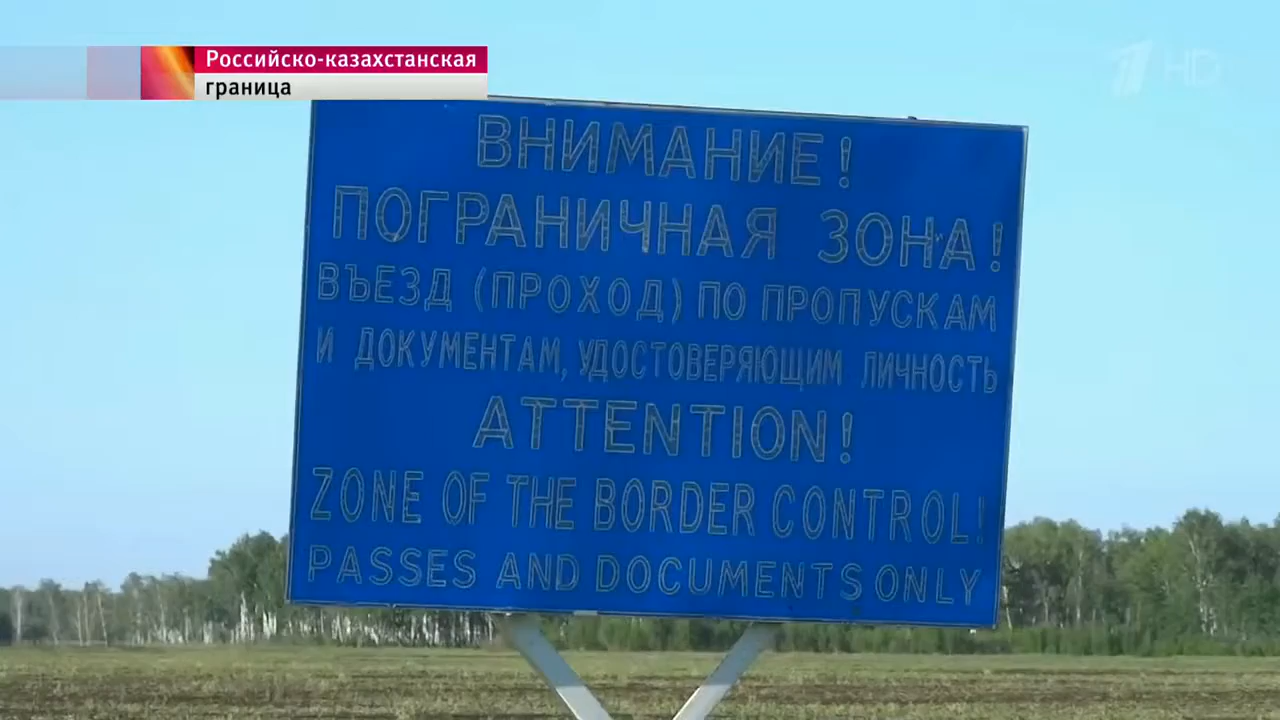 Российско-казахстанская
граница
1 HD
ВНИМАНИЕ!
ПОГРАНИЧНАЯ ЗОНА!
ВЪЕЗД (ПРОХОД) ПО ПРОПУСКАМ
И ДОКУМЕНТАМ, УДОСТОВЕРЯЮЩИМ ЛИЧНОСТЬ
ATTENTION!
ZONE OF THE BORDER CONTROL!
PASSES AND DOCUMENTS ONLY